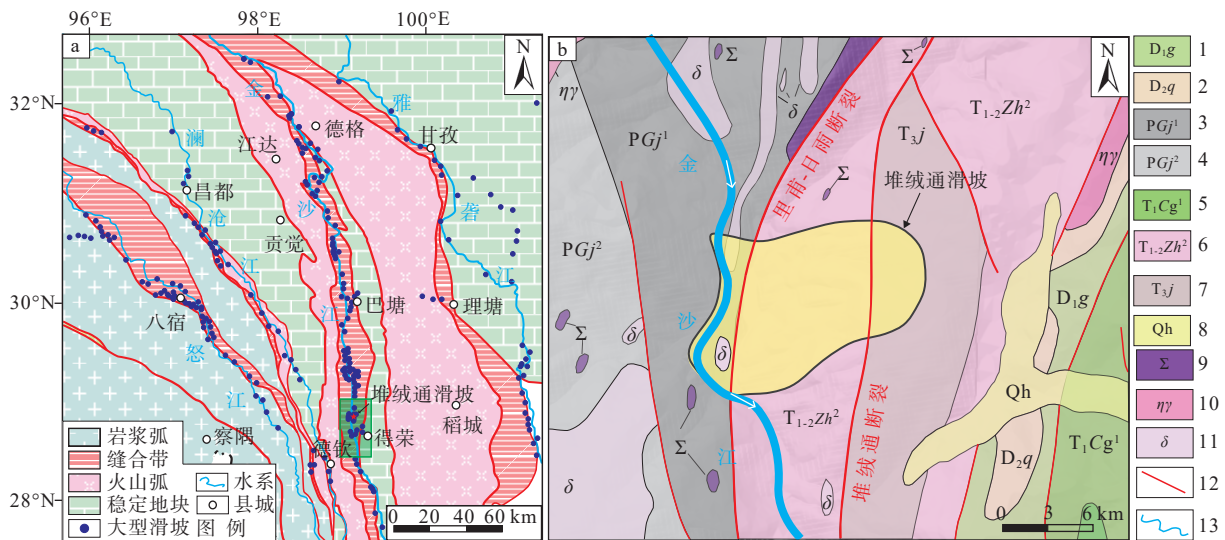 96°E
98°E
100°E
32°N
30°N
28°N
a
N
金
沙
江
雅
砻
江
澜
沧
江
怒
江
德格
甘孜
江达
昌都
贡觉
巴塘
理塘
八宿
堆绒通滑坡
稻城
得荣
察隅
德钦
岩浆弧
缝合带
火山弧
稳定地块
大型滑坡
水系
县城
图 例
0 20 40 60 km
b
N
Σ
δ
δ
Σ
ηγ
PGj¹
T₁₋₂Zh²
T₃j
里甫-日雨断裂
金
Σ
堆绒通滑坡
ηγ
PGj²
沙
D₁g
Σ
δ
δ
Σ
T₁₋₂Zh²
Qh
堆绒通断裂
Σ
江
T₁Cg¹
D₂q
δ
δ
0 3 6 km
D₁g 1
D₂q 2
PGj¹ 3
PGj² 4
T₁Cg¹ 5
T₁₋₂Zh² 6
T₃j 7
Qh 8
Σ 9
ηγ 10
δ 11
12
13